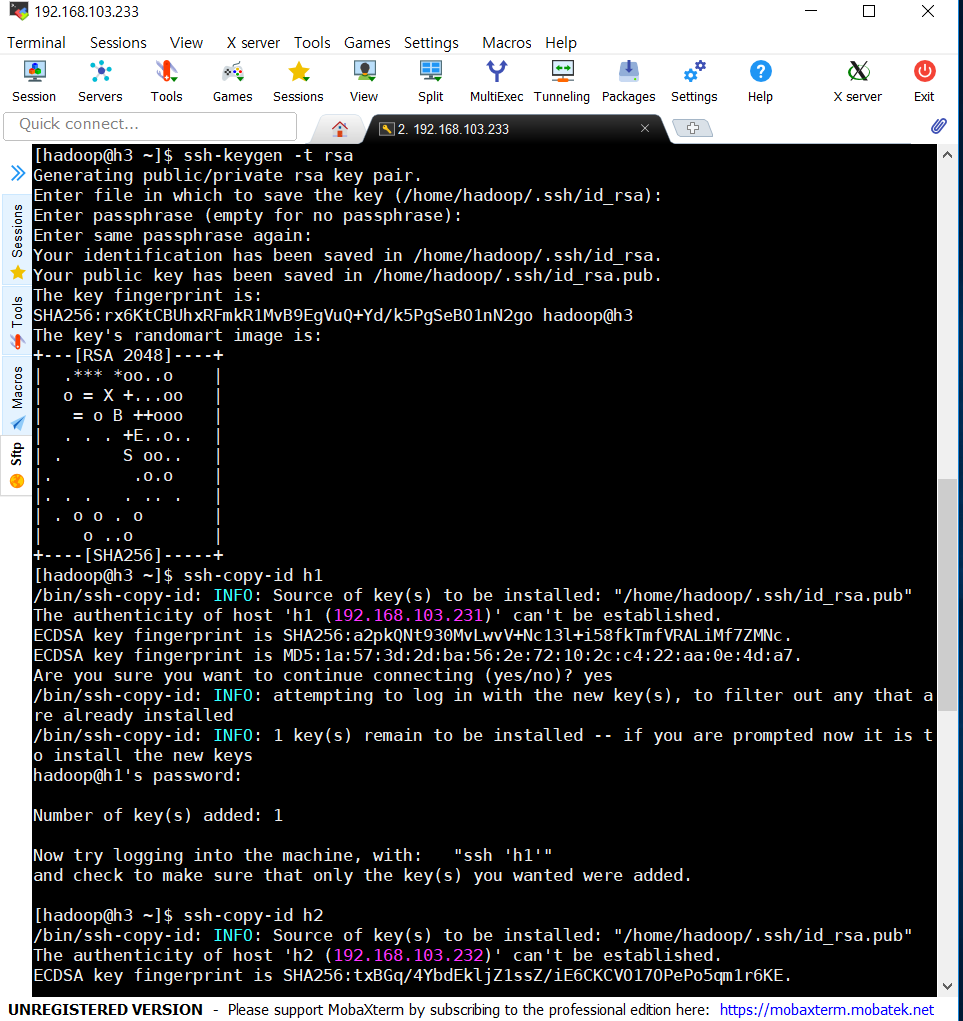 192.168.103.233
Terminal Sessions View X server Tools Games Settings Macros Help
Session Servers Tools Games Sessions View Split MultiExec Tunneling Packages Settings Help X server Exit
Quick connect...
2. 192.168.103.233
Sessions
Tools
Macros
Sftp
[hadoop@h3 ~]$ ssh-keygen -t rsa
Generating public/private rsa key pair.
Enter file in which to save the key (/home/hadoop/.ssh/id_rsa):
Enter passphrase (empty for no passphrase):
Enter same passphrase again:
Your identification has been saved in /home/hadoop/.ssh/id_rsa.
Your public key has been saved in /home/hadoop/.ssh/id_rsa.pub.
The key fingerprint is:
SHA256:rx6KtCBUhxRFmkR1MvB9EgVuQ+Yd/k5PgSeBO1nN2go hadoop@h3
The key's randomart image is:
+---[RSA 2048]----+
|  .*** *oo..o    |
|  o = X +...oo   |
|   = o B ++ooo   |
|  . . . +E..o..  |
| .      S oo..   |
|.        .o.o    |
|. . .   . .. .   |
| . o o . o       |
|    o ..o        |
+----[SHA256]-----+
[hadoop@h3 ~]$ ssh-copy-id h1
/bin/ssh-copy-id: INFO: Source of key(s) to be installed: "/home/hadoop/.ssh/id_rsa.pub"
The authenticity of host 'h1 (192.168.103.231)' can't be established.
ECDSA key fingerprint is SHA256:a2pkQNt930MvLwvV+Nc13l+i58fkTmfVRALiMf7ZMNc.
ECDSA key fingerprint is MD5:1a:57:3d:2d:ba:56:2e:72:10:2c:c4:22:aa:0e:4d:a7.
Are you sure you want to continue connecting (yes/no)? yes
/bin/ssh-copy-id: INFO: attempting to log in with the new key(s), to filter out any that a
re already installed
/bin/ssh-copy-id: INFO: 1 key(s) remain to be installed -- if you are prompted now it is t
o install the new keys
hadoop@h1's password:
Number of key(s) added: 1
Now try logging into the machine, with:   "ssh 'h1'"
and check to make sure that only the key(s) you wanted were added.
[hadoop@h3 ~]$ ssh-copy-id h2
/bin/ssh-copy-id: INFO: Source of key(s) to be installed: "/home/hadoop/.ssh/id_rsa.pub"
The authenticity of host 'h2 (192.168.103.232)' can't be established.
ECDSA key fingerprint is SHA256:txBGq/4YbdEkljZ1ssZ/iE6CKCVO17OPePo5qm1r6KE.
UNREGISTERED VERSION - Please support MobaXterm by subscribing to the professional edition here: https://mobaxterm.mobatek.net